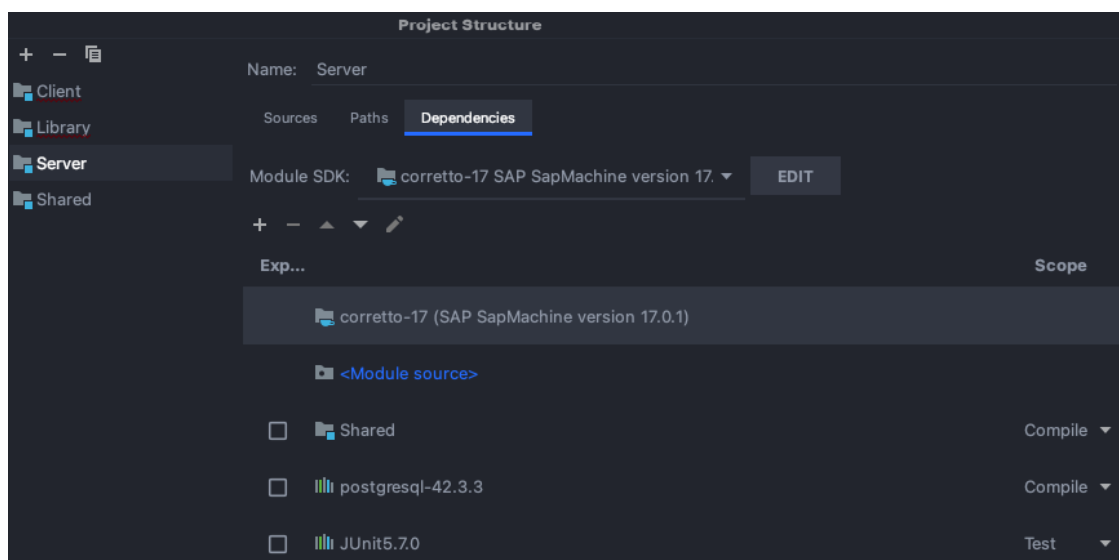 Project Structure
Name: Server
Client
Library
Server
Shared
Sources Paths Dependencies
Module SDK: corretto-17 SAP SapMachine version 17. EDIT
Exp... Scope
corretto-17 (SAP SapMachine version 17.0.1)
<Module source>
Shared Compile
postgresql-42.3.3 Compile
JUnit5.7.0 Test